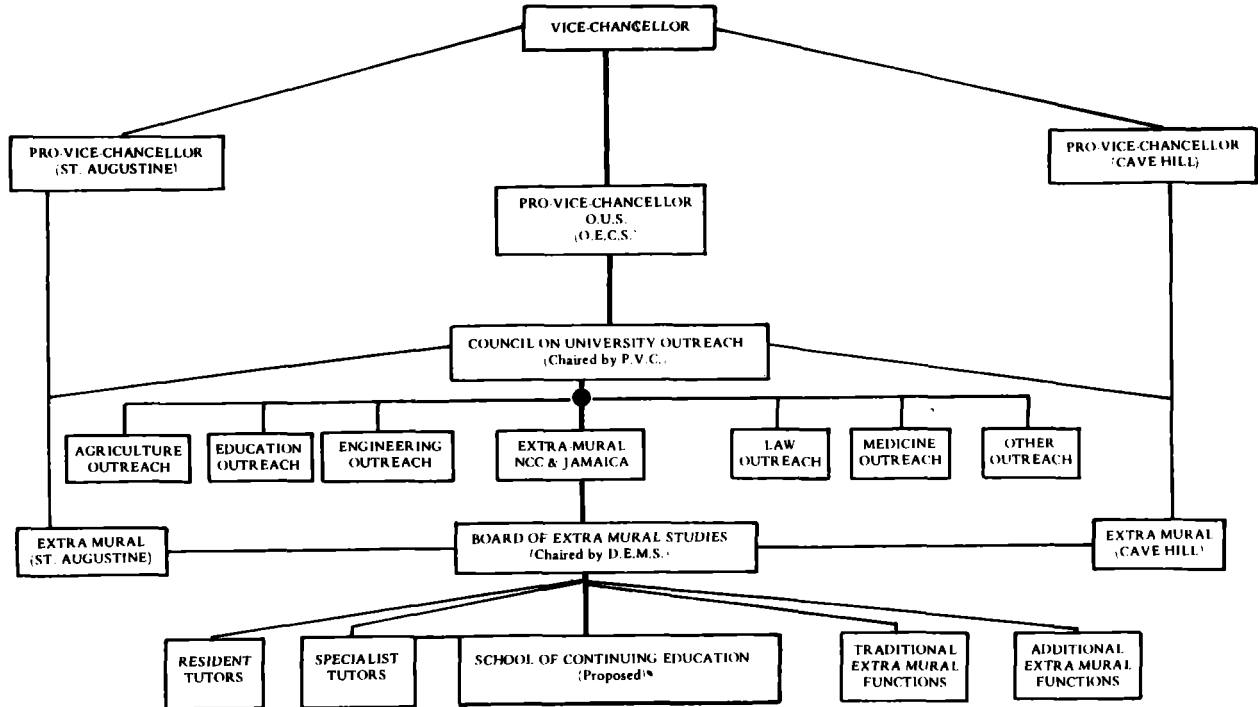 VICE-CHANCELLOR
PRO-VICE-CHANCELLOR
(ST. AUGUSTINE)
PRO-VICE-CHANCELLOR
(CAVE HILL)
PRO-VICE-CHANCELLOR
O.U.S.
(O.E.C.S.)
COUNCIL ON UNIVERSITY OUTREACH
(Chaired by P.V.C.)
AGRICULTURE
OUTREACH
EDUCATION
OUTREACH
ENGINEERING
OUTREACH
EXTRA-MURAL
NCC & JAMAICA
LAW
OUTREACH
MEDICINE
OUTREACH
OTHER
OUTREACH
EXTRA MURAL
(ST. AUGUSTINE)
BOARD OF EXTRA MURAL STUDIES
(Chaired by D.E.M.S.)
EXTRA MURAL
(CAVE HILL)
RESIDENT
TUTORS
SPECIALIST
TUTORS
SCHOOL OF CONTINUING EDUCATION
(Proposed)*
TRADITIONAL
EXTRA MURAL
FUNCTIONS
ADDITIONAL
EXTRA MURAL
FUNCTIONS